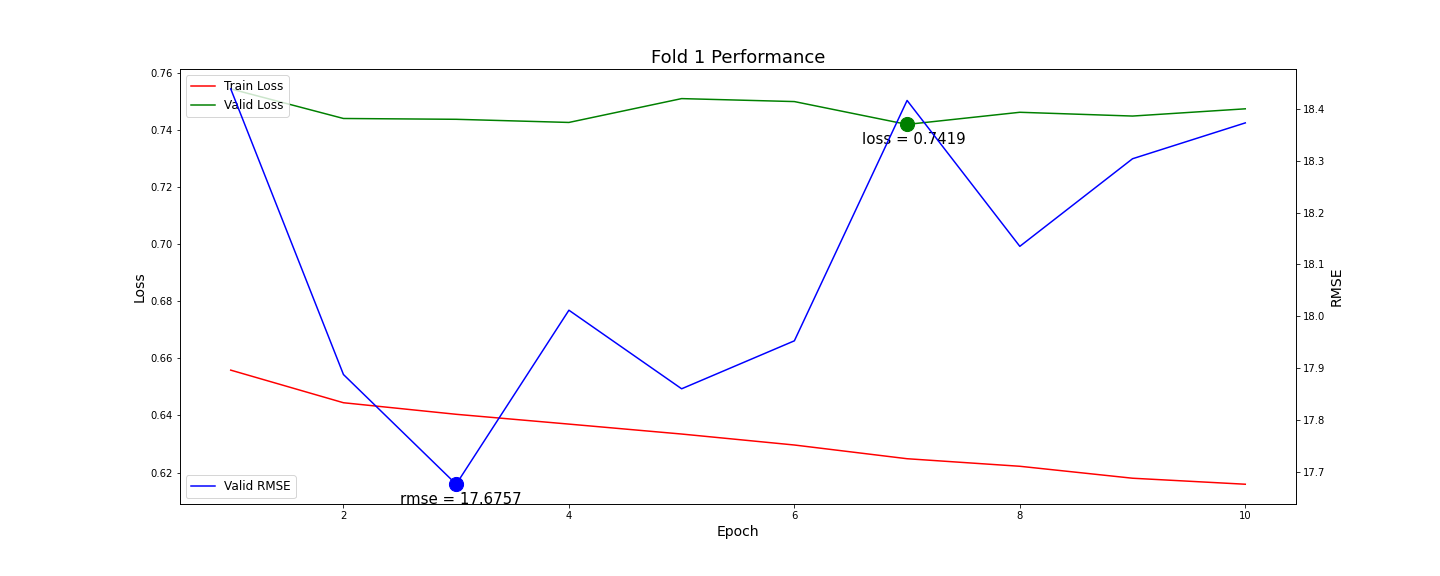 Fold 1 Performance
Train Loss
Valid Loss
Valid RMSE
loss = 0.7419
rmse = 17.6757
Loss
0.76
0.74
0.72
0.70
0.68
0.66
0.64
0.62
RMSE
18.4
18.3
18.2
18.1
18.0
17.9
17.8
17.7
2
4
6
8
10
Epoch